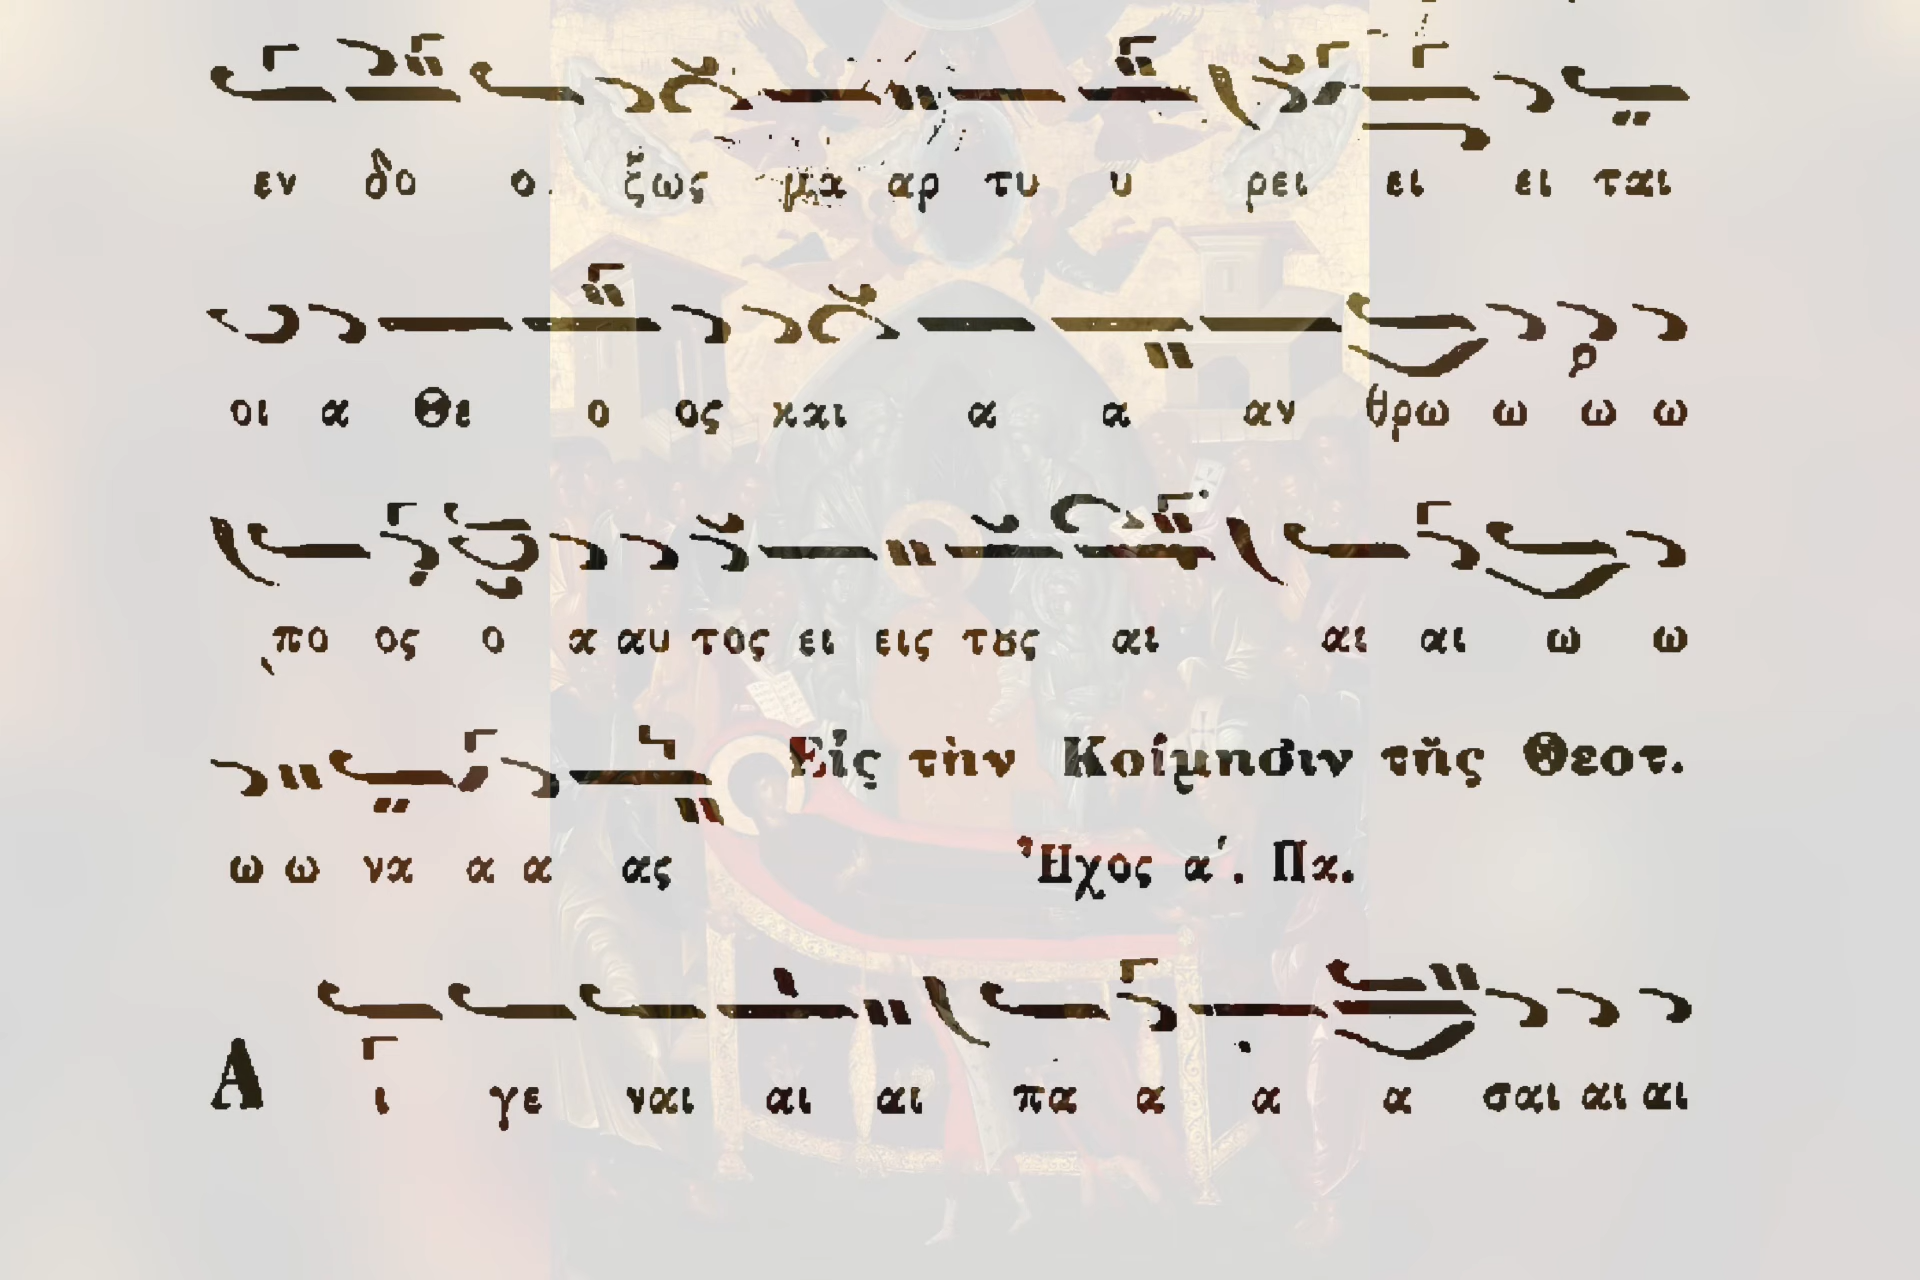 εν δο ο ξως μα αρ τυ υ ρει ει ει ται
οι α Θε ο ος και α α αν θρω ω ω ω
πο ος ο α αυ τος ει εις τȣς αι αι αι ω ω
ω ω να α α ας
Εἰς τὴν Κοίμησιν τῆς Θεοτ.
Ἦχος α΄. Πα.
Α ι γε ναι αι αι πα α α α σαι αι αι